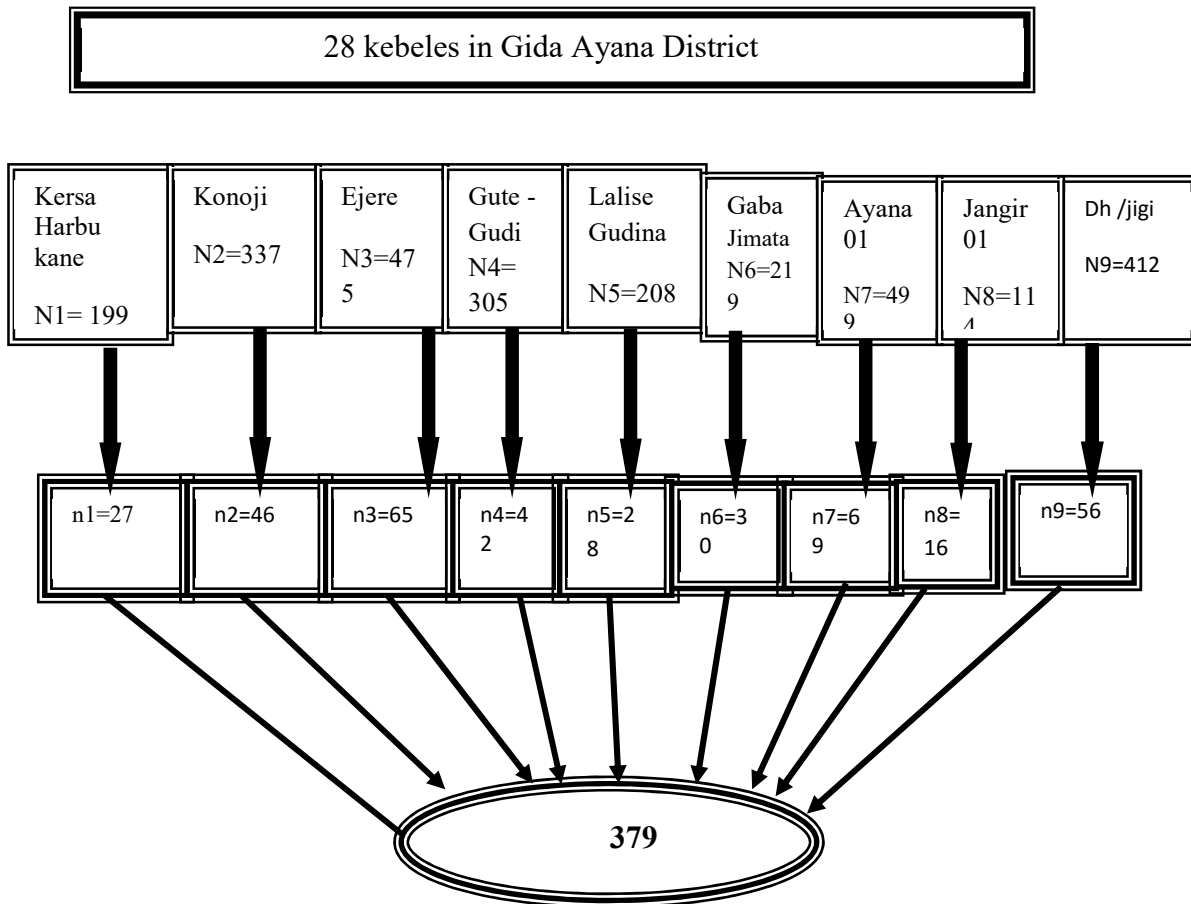 28 kebeles in Gida Ayana District
Kersa
Harbu
kane
N1= 199
Konoji
N2=337
Ejere
N3=47
5
Gute -
Gudi
N4=
305
Lalise
Gudina
N5=208
Gaba
Jimata
N6=21
9
Ayana
01
N7=49
9
Jangir
01
N8=11
4
Dh /jigi
N9=412
n1=27
n2=46
n3=65
n4=4
2
n5=2
8
n6=3
0
n7=6
9
n8=
16
n9=56
379